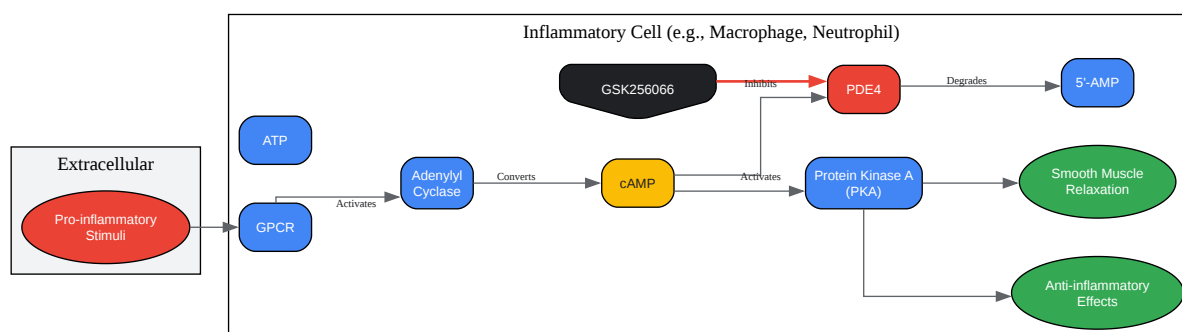 Inflammatory Cell (e.g., Macrophage, Neutrophil)
GSK256066
Inhibits
PDE4
Degrades
5'-AMP
ATP
Extracellular
Pro-inflammatory
Stimuli
GPCR
Activates
Adenylyl
Cyclase
Converts
cAMP
Activates
Protein Kinase A
(PKA)
Smooth Muscle
Relaxation
Anti-inflammatory
Effects